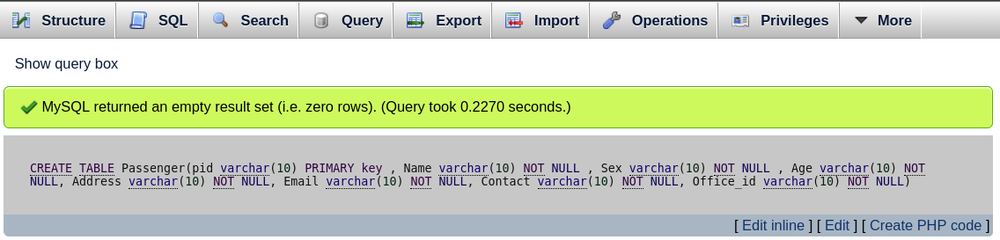 Structure SQL Search Query Export Import Operations Privileges More
Show query box
MySQL returned an empty result set (i.e. zero rows). (Query took 0.2270 seconds.)
CREATE TABLE Passenger(pid varchar(10) PRIMARY key , Name varchar(10) NOT NULL , Sex varchar(10) NOT NULL , Age varchar(10) NOT
NULL, Address varchar(10) NOT NULL, Email varchar(10) NOT NULL, Contact varchar(10) NOT NULL, Office_id varchar(10) NOT NULL)
[ Edit inline ] [ Edit ] [ Create PHP code ]